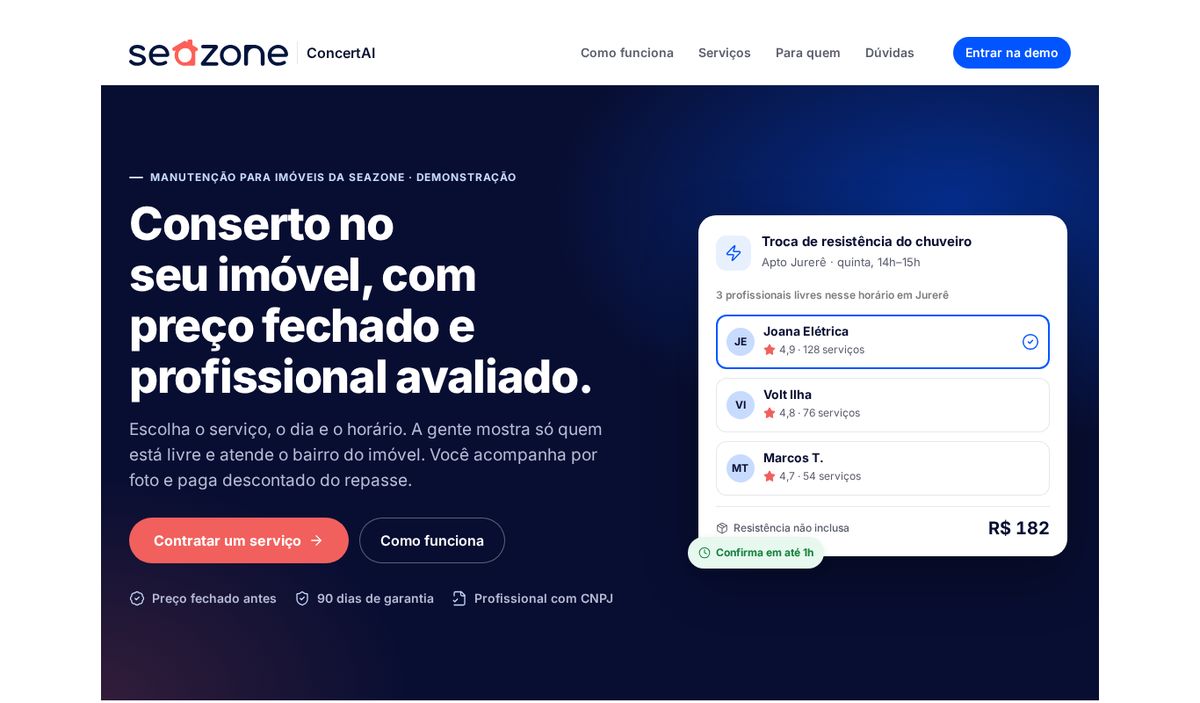 seazone
ConcertAI
Como funciona
Serviços
Para quem
Dúvidas
Entrar na demo
MANUTENÇÃO PARA IMÓVEIS DA SEAZONE · DEMONSTRAÇÃO
Conserto no
seu imóvel, com
preço fechado e
profissional avaliado.
Escolha o serviço, o dia e o horário. A gente mostra só quem
está livre e atende o bairro do imóvel. Você acompanha por
foto e paga descontado do repasse.
Contratar um serviço
Como funciona
Preço fechado antes
90 dias de garantia
Profissional com CNPJ
Troca de resistência do chuveiro
Apto Jurerê · quinta, 14h–15h
3 profissionais livres nesse horário em Jurerê
JE
Joana Elétrica
4,9 · 128 serviços
VI
Volt Ilha
4,8 · 76 serviços
MT
Marcos T.
4,7 · 54 serviços
Resistência não inclusa
R$ 182
Confirma em até 1h